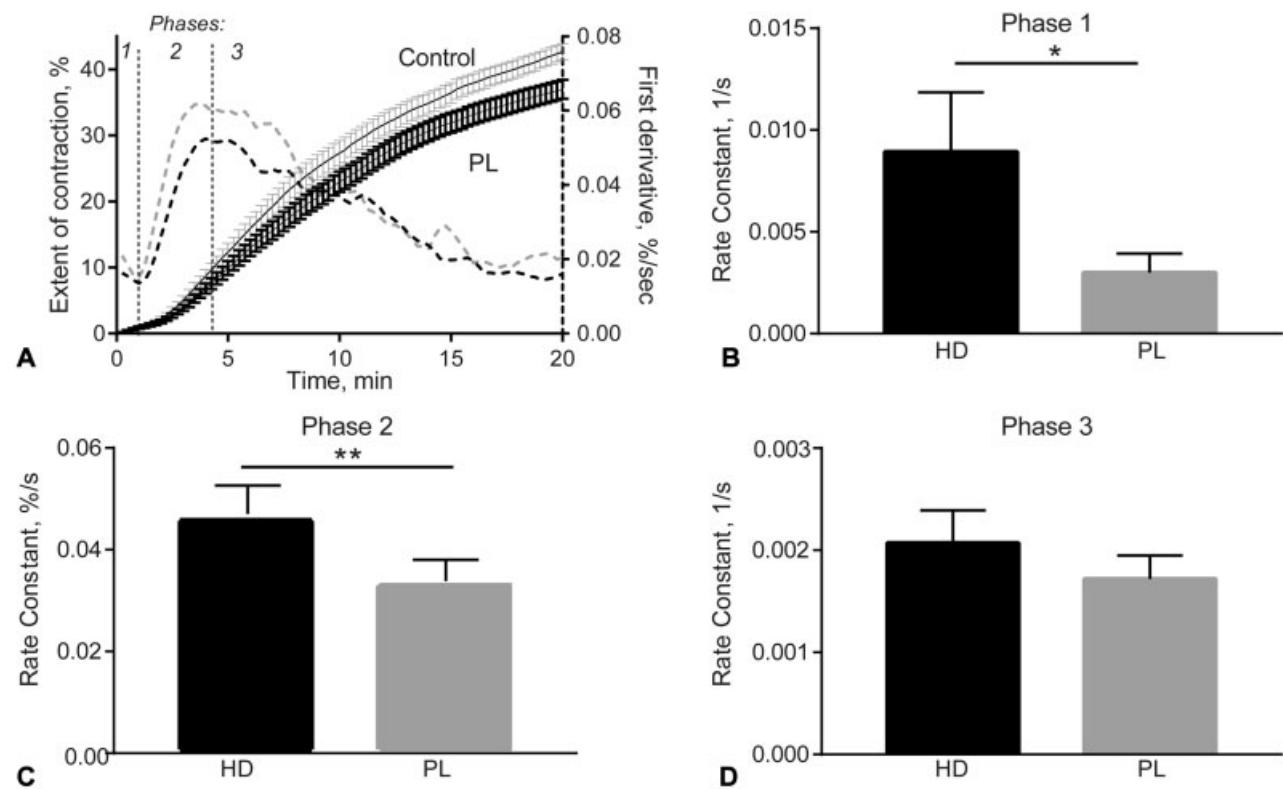 Phases:
1 2 3
Control
PL
Extent of contraction, %
0
10
20
30
40
0 5 10 15 20
Time, min
First derivative, %/sec
0.08
0.06
0.04
0.02
0.00
A
Phase 1
*
Rate Constant, 1/s
0.015
0.010
0.005
0.000
HD PL
B
Phase 2
**
Rate Constant, %/s
0.06
0.04
0.02
0.00
HD PL
C
Phase 3
Rate Constant, 1/s
0.003
0.002
0.001
0.000
HD PL
D